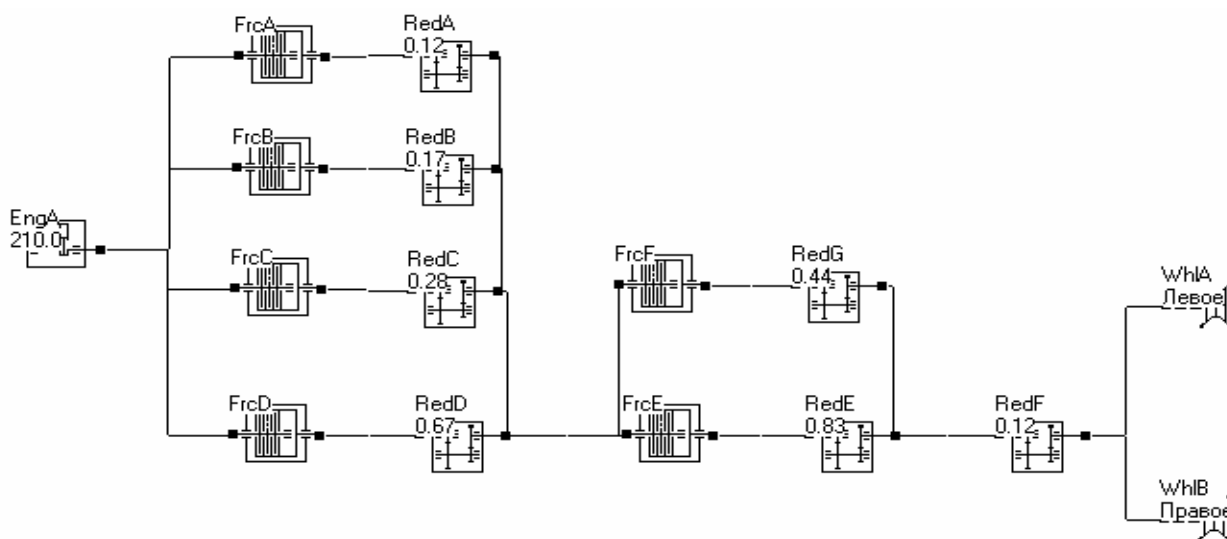 FrcA
RedA
0.12
FrcB
RedB
0.17
EngA
210.0
FrcC
RedC
0.28
FrcF
RedG
0.44
WhlA
Левое
FrcD
RedD
0.67
FrcE
RedE
0.83
RedF
0.12
WhlB
Правое